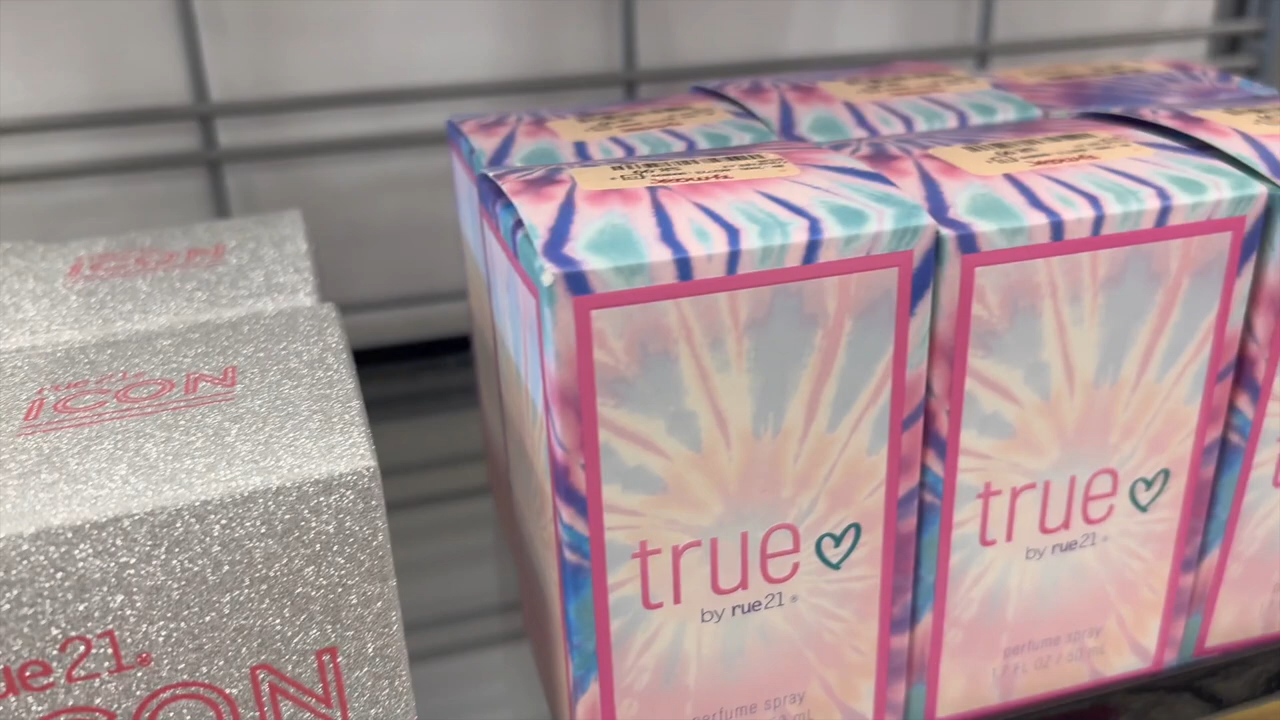 ICON
ICON
rue21®
ICON
true
by rue21®
perfume spray
mL
true
by rue21®
perfume spray
1.7 FL OZ / 50 mL